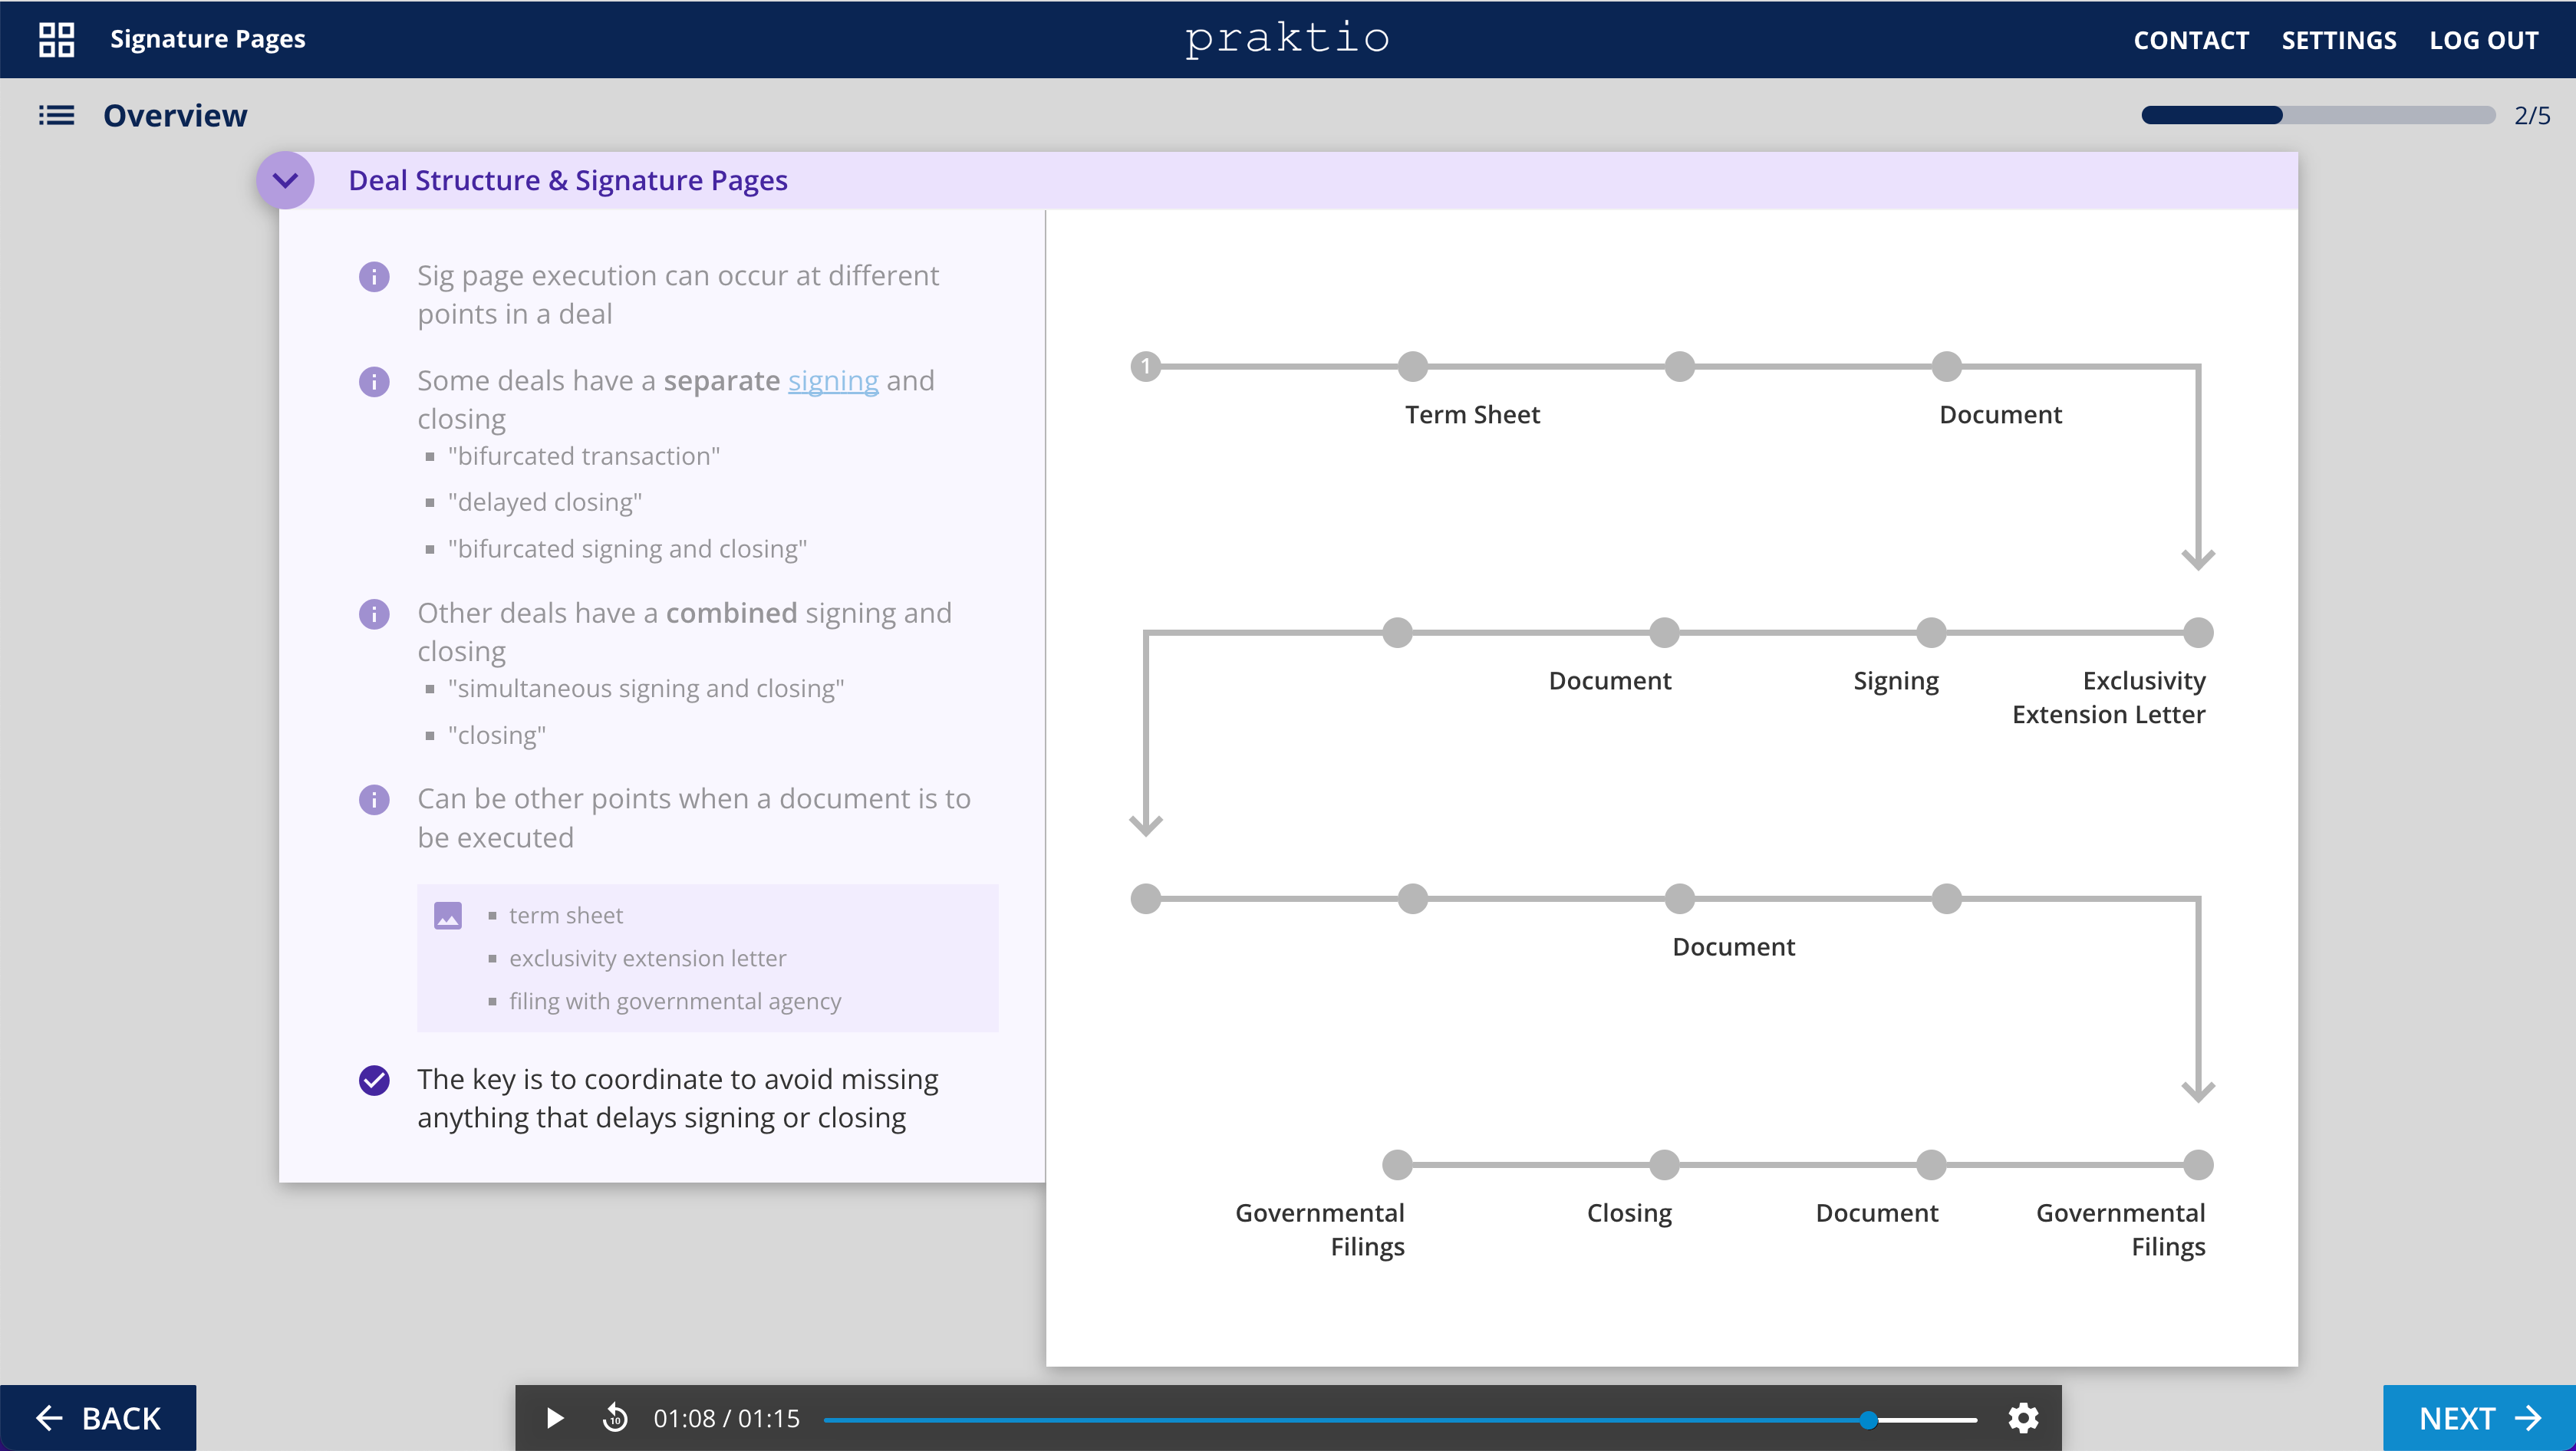 Signature Pages
praktio
CONTACT SETTINGS LOG OUT
Overview
2/5
Deal Structure & Signature Pages
Sig page execution can occur at different
points in a deal
Some deals have a separate signing and
closing
"bifurcated transaction"
"delayed closing"
"bifurcated signing and closing"
Other deals have a combined signing and
closing
"simultaneous signing and closing"
"closing"
Can be other points when a document is to
be executed
term sheet
exclusivity extension letter
filing with governmental agency
The key is to coordinate to avoid missing
anything that delays signing or closing
1
Term Sheet
Document
Document
Signing
Exclusivity
Extension Letter
Document
Governmental
Filings
Closing
Document
Governmental
Filings
BACK
10
01:08 / 01:15
NEXT